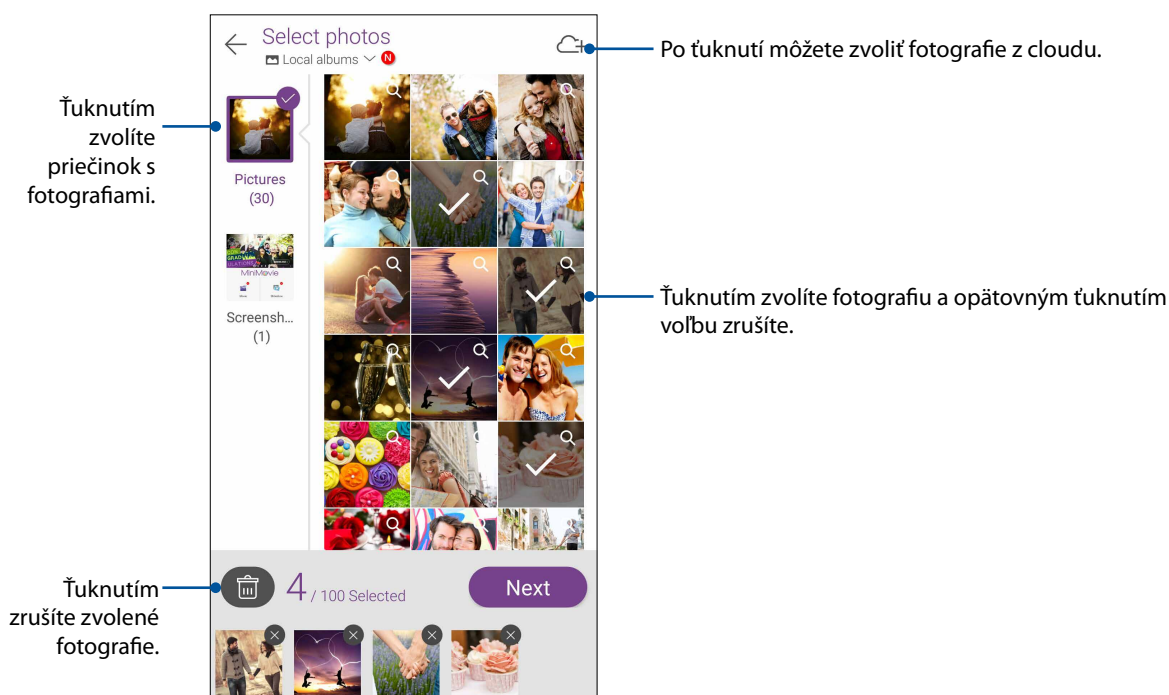 Select photos
Local albums N
Po ťuknutí môžete zvoliť fotografie z cloudu.
Ťuknutím
zvolíte
priečinok s
fotografiami.
Pictures
(30)
MiniMovie
Screensh...
(1)
Ťuknutím zvolíte fotografiu a opätovným ťuknutím
voľbu zrušíte.
Ťuknutím
zrušíte zvolené
fotografie.
4 / 100 Selected
Next